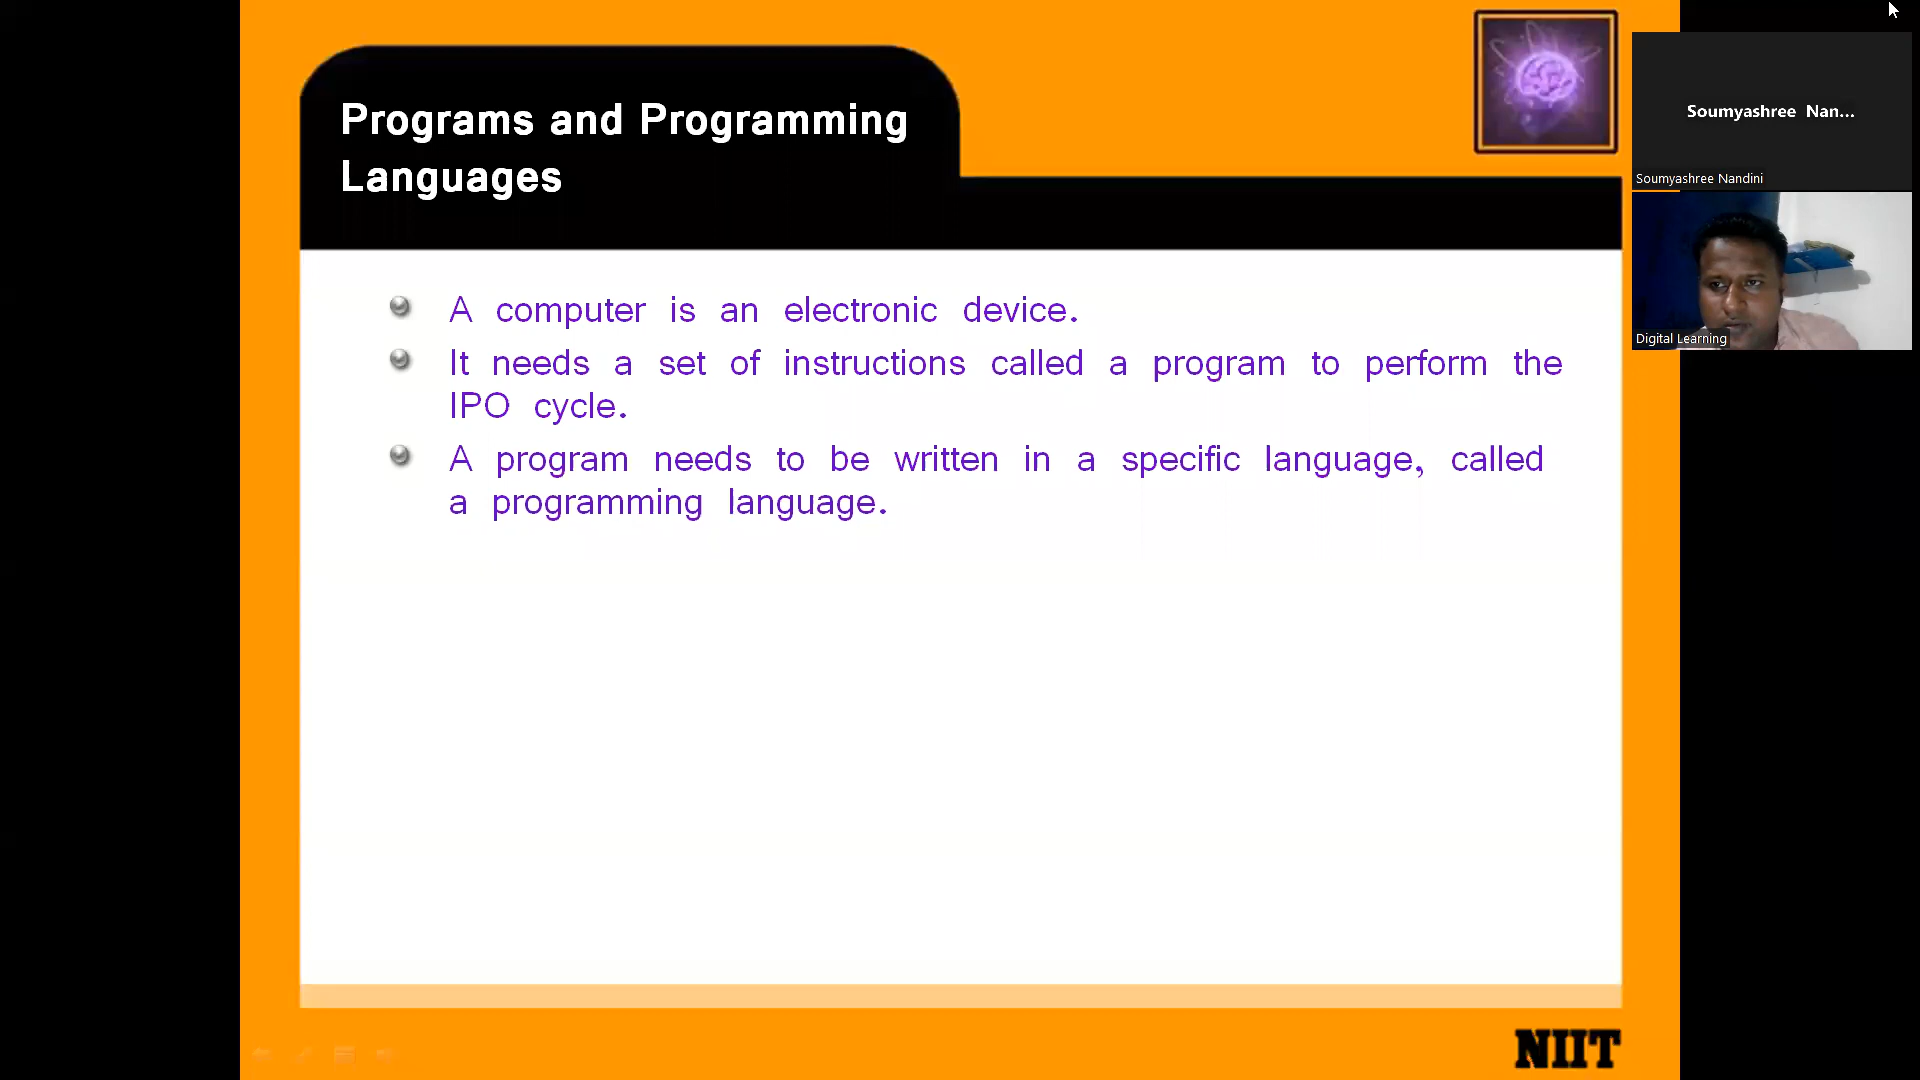 Programs and Programming
Languages
A computer is an electronic device.
It needs a set of instructions called a program to perform the
IPO cycle.
A program needs to be written in a specific language, called
a programming language.
NIIT
Soumyashree Nan...
Soumyashree Nandini
Digital Learning